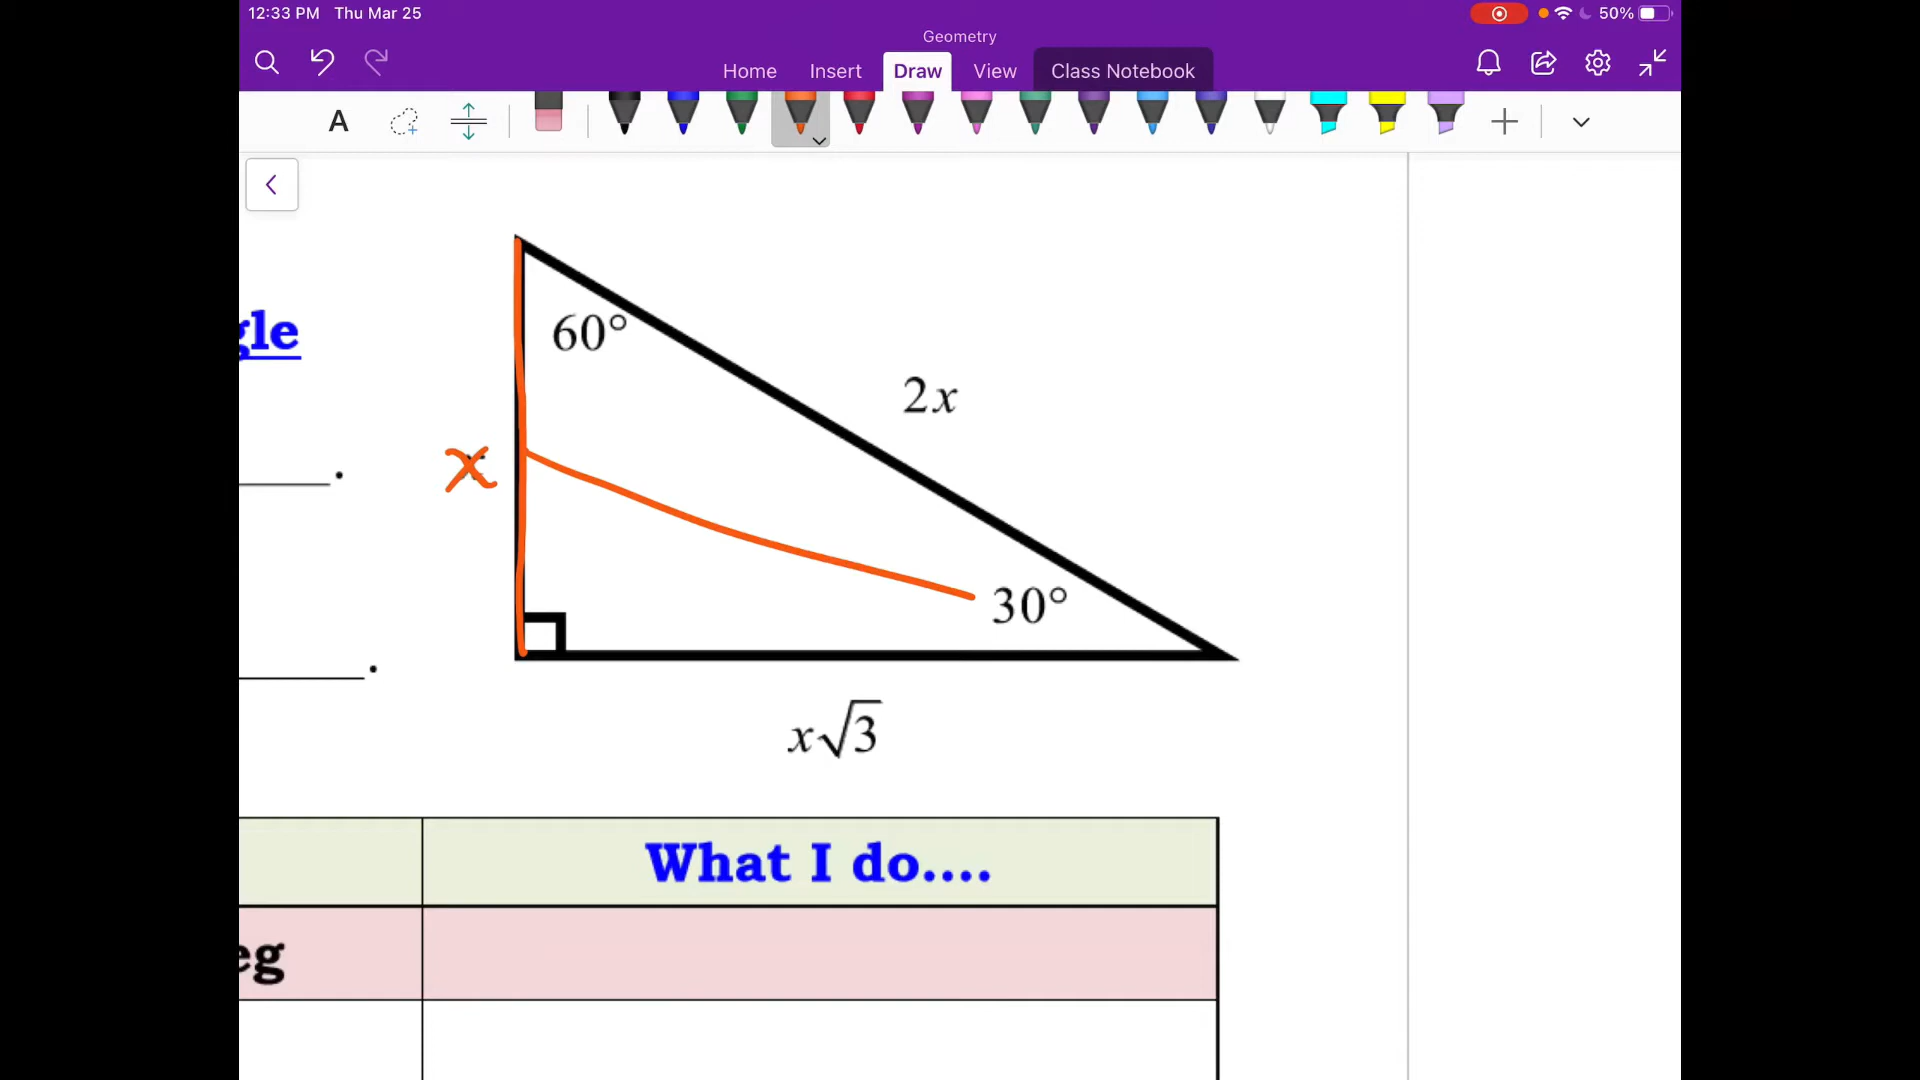 12:33 PM Thu Mar 25
50%
Geometry
Home Insert Draw View Class Notebook
A
gle
60°
2x
x
.
30°
.
x√3
What I do....
eg